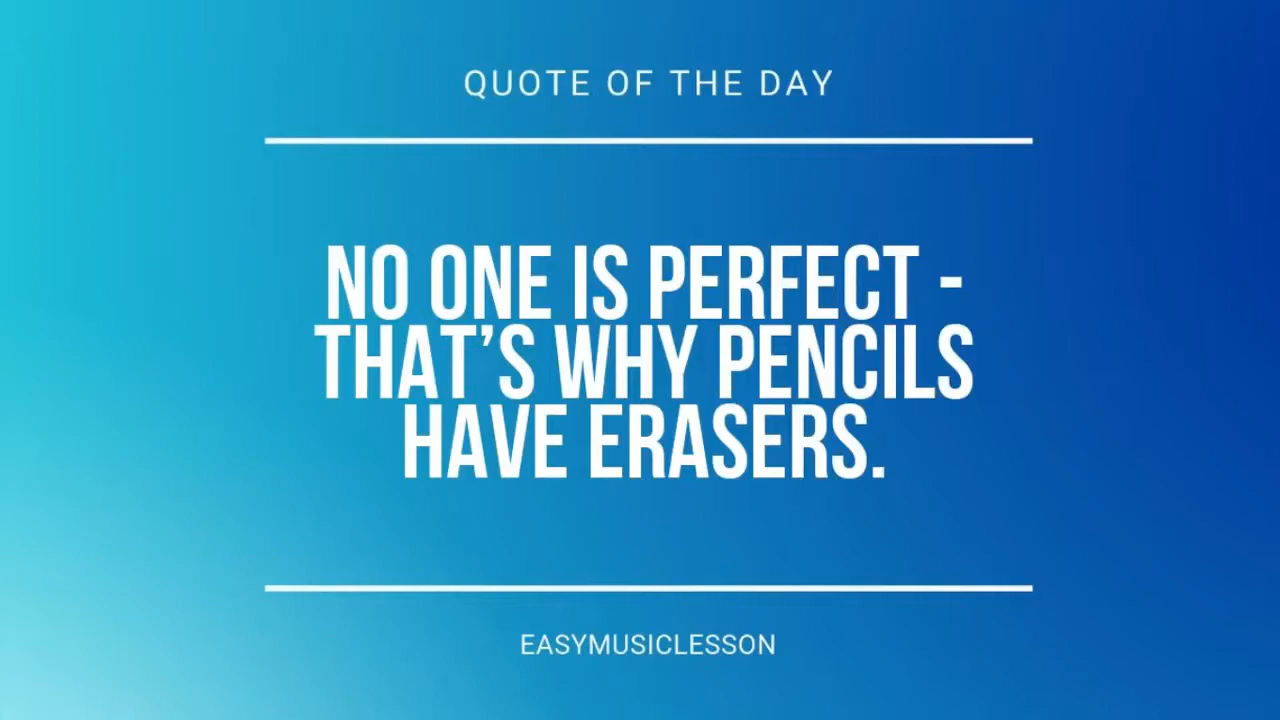 QUOTE OF THE DAY
NO ONE IS PERFECT -
THAT’S WHY PENCILS
HAVE ERASERS.
EASYMUSICLESSON